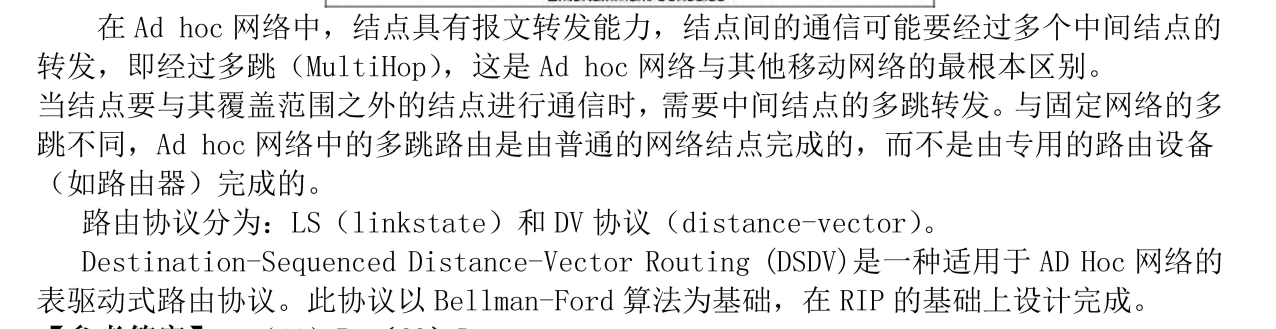 在 Ad hoc 网络中，结点具有报文转发能力，结点间的通信可能要经过多个中间结点的
转发，即经过多跳（MultiHop），这是 Ad hoc 网络与其他移动网络的最根本区别。
当结点要与其覆盖范围之外的结点进行通信时，需要中间结点的多跳转发。与固定网络的多
跳不同，Ad hoc 网络中的多跳路由是由普通的网络结点完成的，而不是由专用的路由设备
（如路由器）完成的。
路由协议分为：LS（linkstate）和 DV 协议（distance-vector）。
Destination-Sequenced Distance-Vector Routing (DSDV)是一种适用于 AD Hoc 网络的
表驱动式路由协议。此协议以 Bellman-Ford 算法为基础，在 RIP 的基础上设计完成。